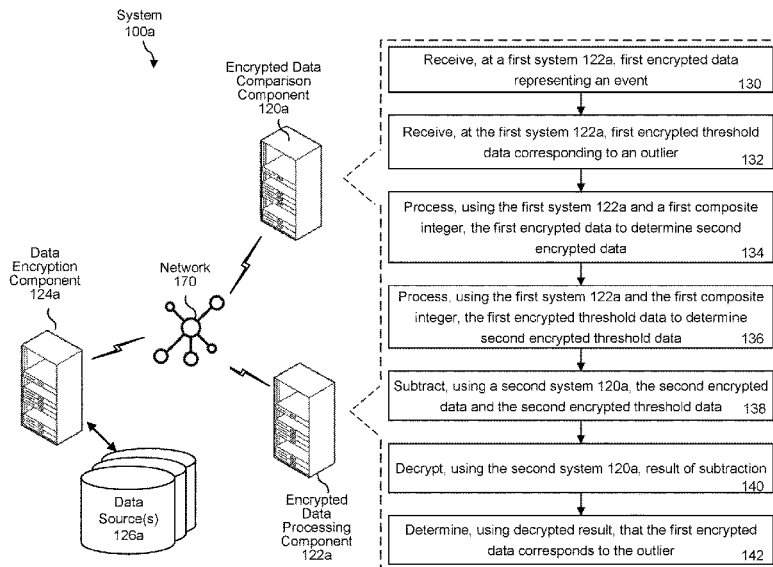 System
100a
Encrypted Data
Comparison
Component
120a
Data
Encryption
Component
124a
Network
170
Data
Source(s)
126a
Encrypted
Data
Processing
Component
122a
Receive, at a first system 122a, first encrypted data
representing an event
130
Receive, at the first system 122a, first encrypted threshold
data corresponding to an outlier
132
Process, using the first system 122a and a first composite
integer, the first encrypted data to determine second
encrypted data
134
Process, using the first system 122a and the first composite
integer, the first encrypted threshold data to determine
second encrypted threshold data
136
Subtract, using a second system 120a, the second encrypted
data and the second encrypted threshold data
138
Decrypt, using the second system 120a, result of subtraction
140
Determine, using decrypted result, that the first encrypted
data corresponds to the outlier
142